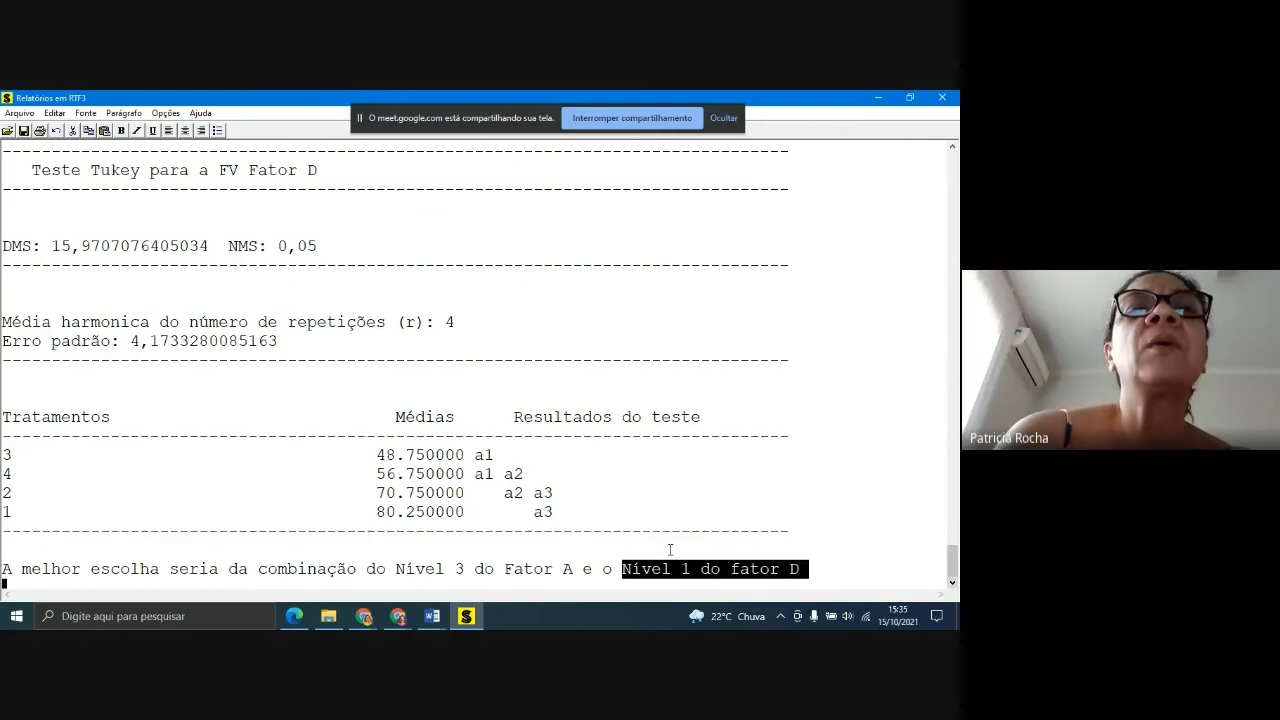 Relatórios em RTF3
Arquivo Editar Fonte Parágrafo Opções Ajuda
O meet.google.com está compartilhando sua tela. Interromper compartilhamento Ocultar
Teste Tukey para a FV Fator D
DMS: 15,9707076405034 NMS: 0,05
Média harmonica do número de repetições (r): 4
Erro padrão: 4,1733280085163
Tratamentos Médias Resultados do teste
3 48.750000 a1
4 56.750000 a1 a2
2 70.750000 a2 a3
1 80.250000 a3
A melhor escolha seria da combinação do Nível 3 do Fator A e o Nível 1 do fator D
Patricia Rocha
Digite aqui para pesquisar
22°C Chuva
15:35
15/10/2021